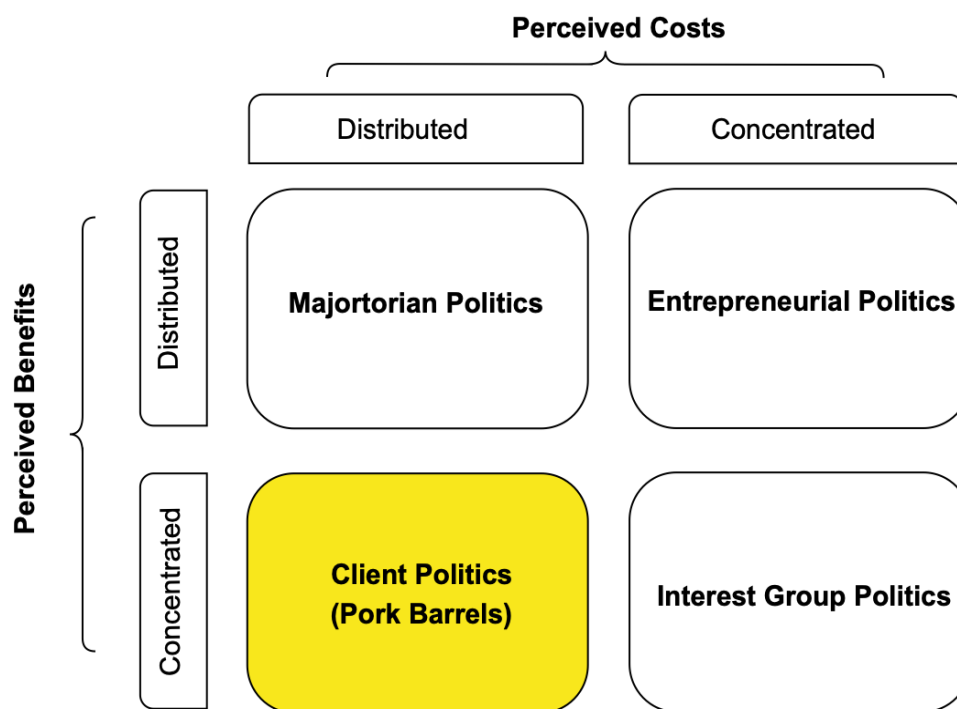 Perceived Costs
Distributed
Concentrated
Perceived Benefits
Distributed
Majortorian Politics
Entrepreneurial Politics
Concentrated
Client Politics
(Pork Barrels)
Interest Group Politics